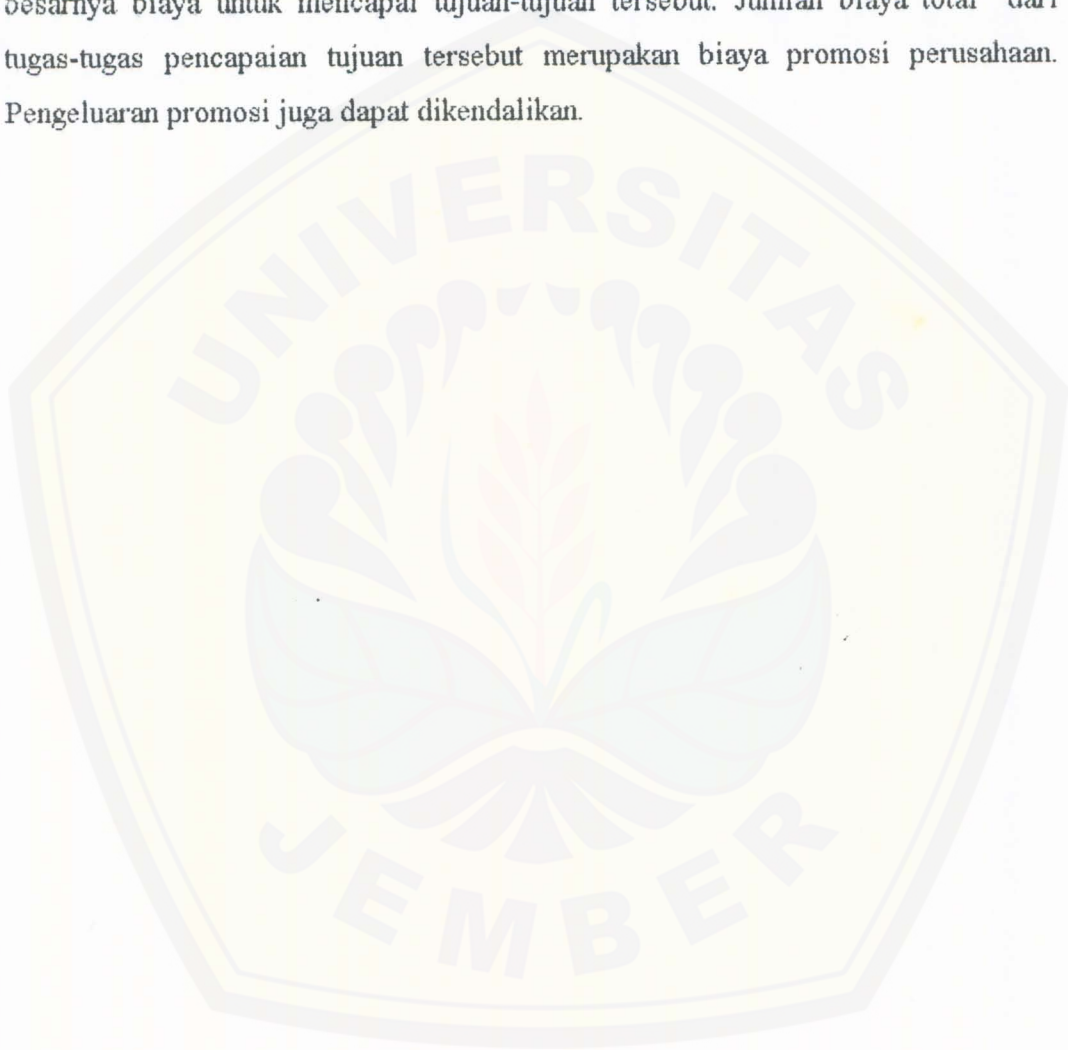 besarnya biaya untuk mencapai tujuan-tujuan tersebut. Jumlah biaya total dari
tugas-tugas pencapaian tujuan tersebut merupakan biaya promosi perusahaan.
Pengeluaran promosi juga dapat dikendalikan.
UNIVERSITAS
JEMBER